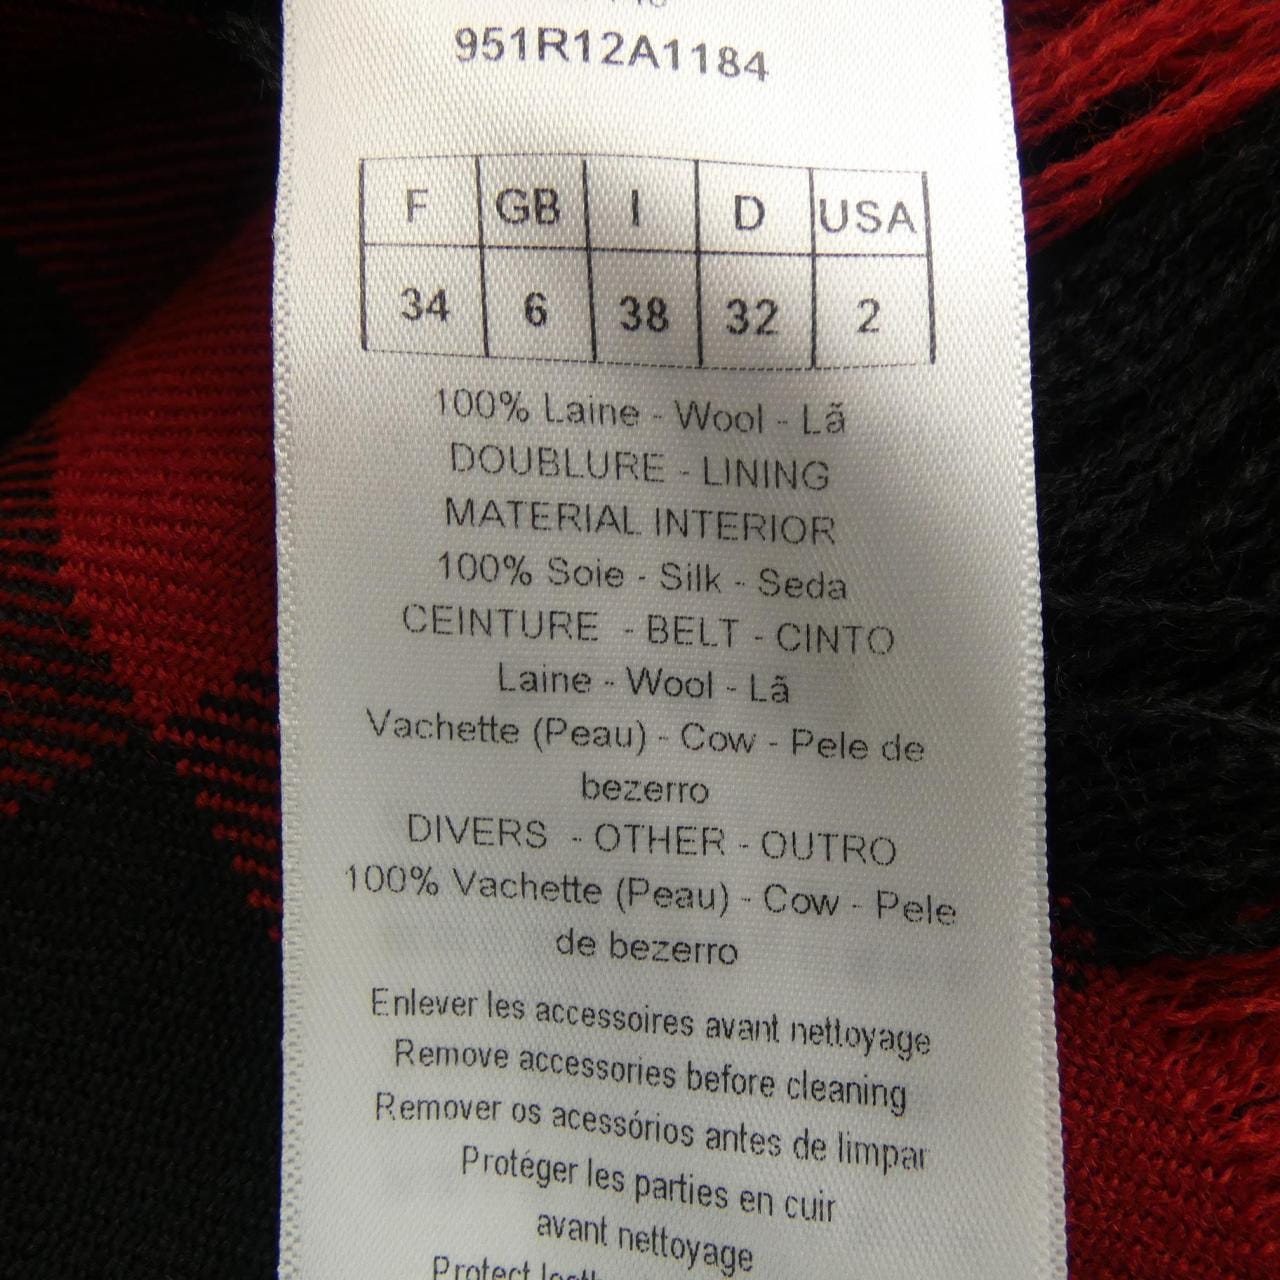 951R12A1184
F GB I D USA
34 6 38 32 2
100% Laine - Wool - Lã
DOUBLURE - LINING
MATERIAL INTERIOR
100% Soie - Silk - Seda
CEINTURE - BELT - CINTO
Laine - Wool - Lã
Vachette (Peau) - Cow - Pele de
bezerro
DIVERS - OTHER - OUTRO
100% Vachette (Peau) - Cow - Pele
de bezerro
Enlever les accessoires avant nettoyage
Remove accessories before cleaning
Remover os acessórios antes de limpar
Protéger les parties en cuir
avant nettoyage
Protect